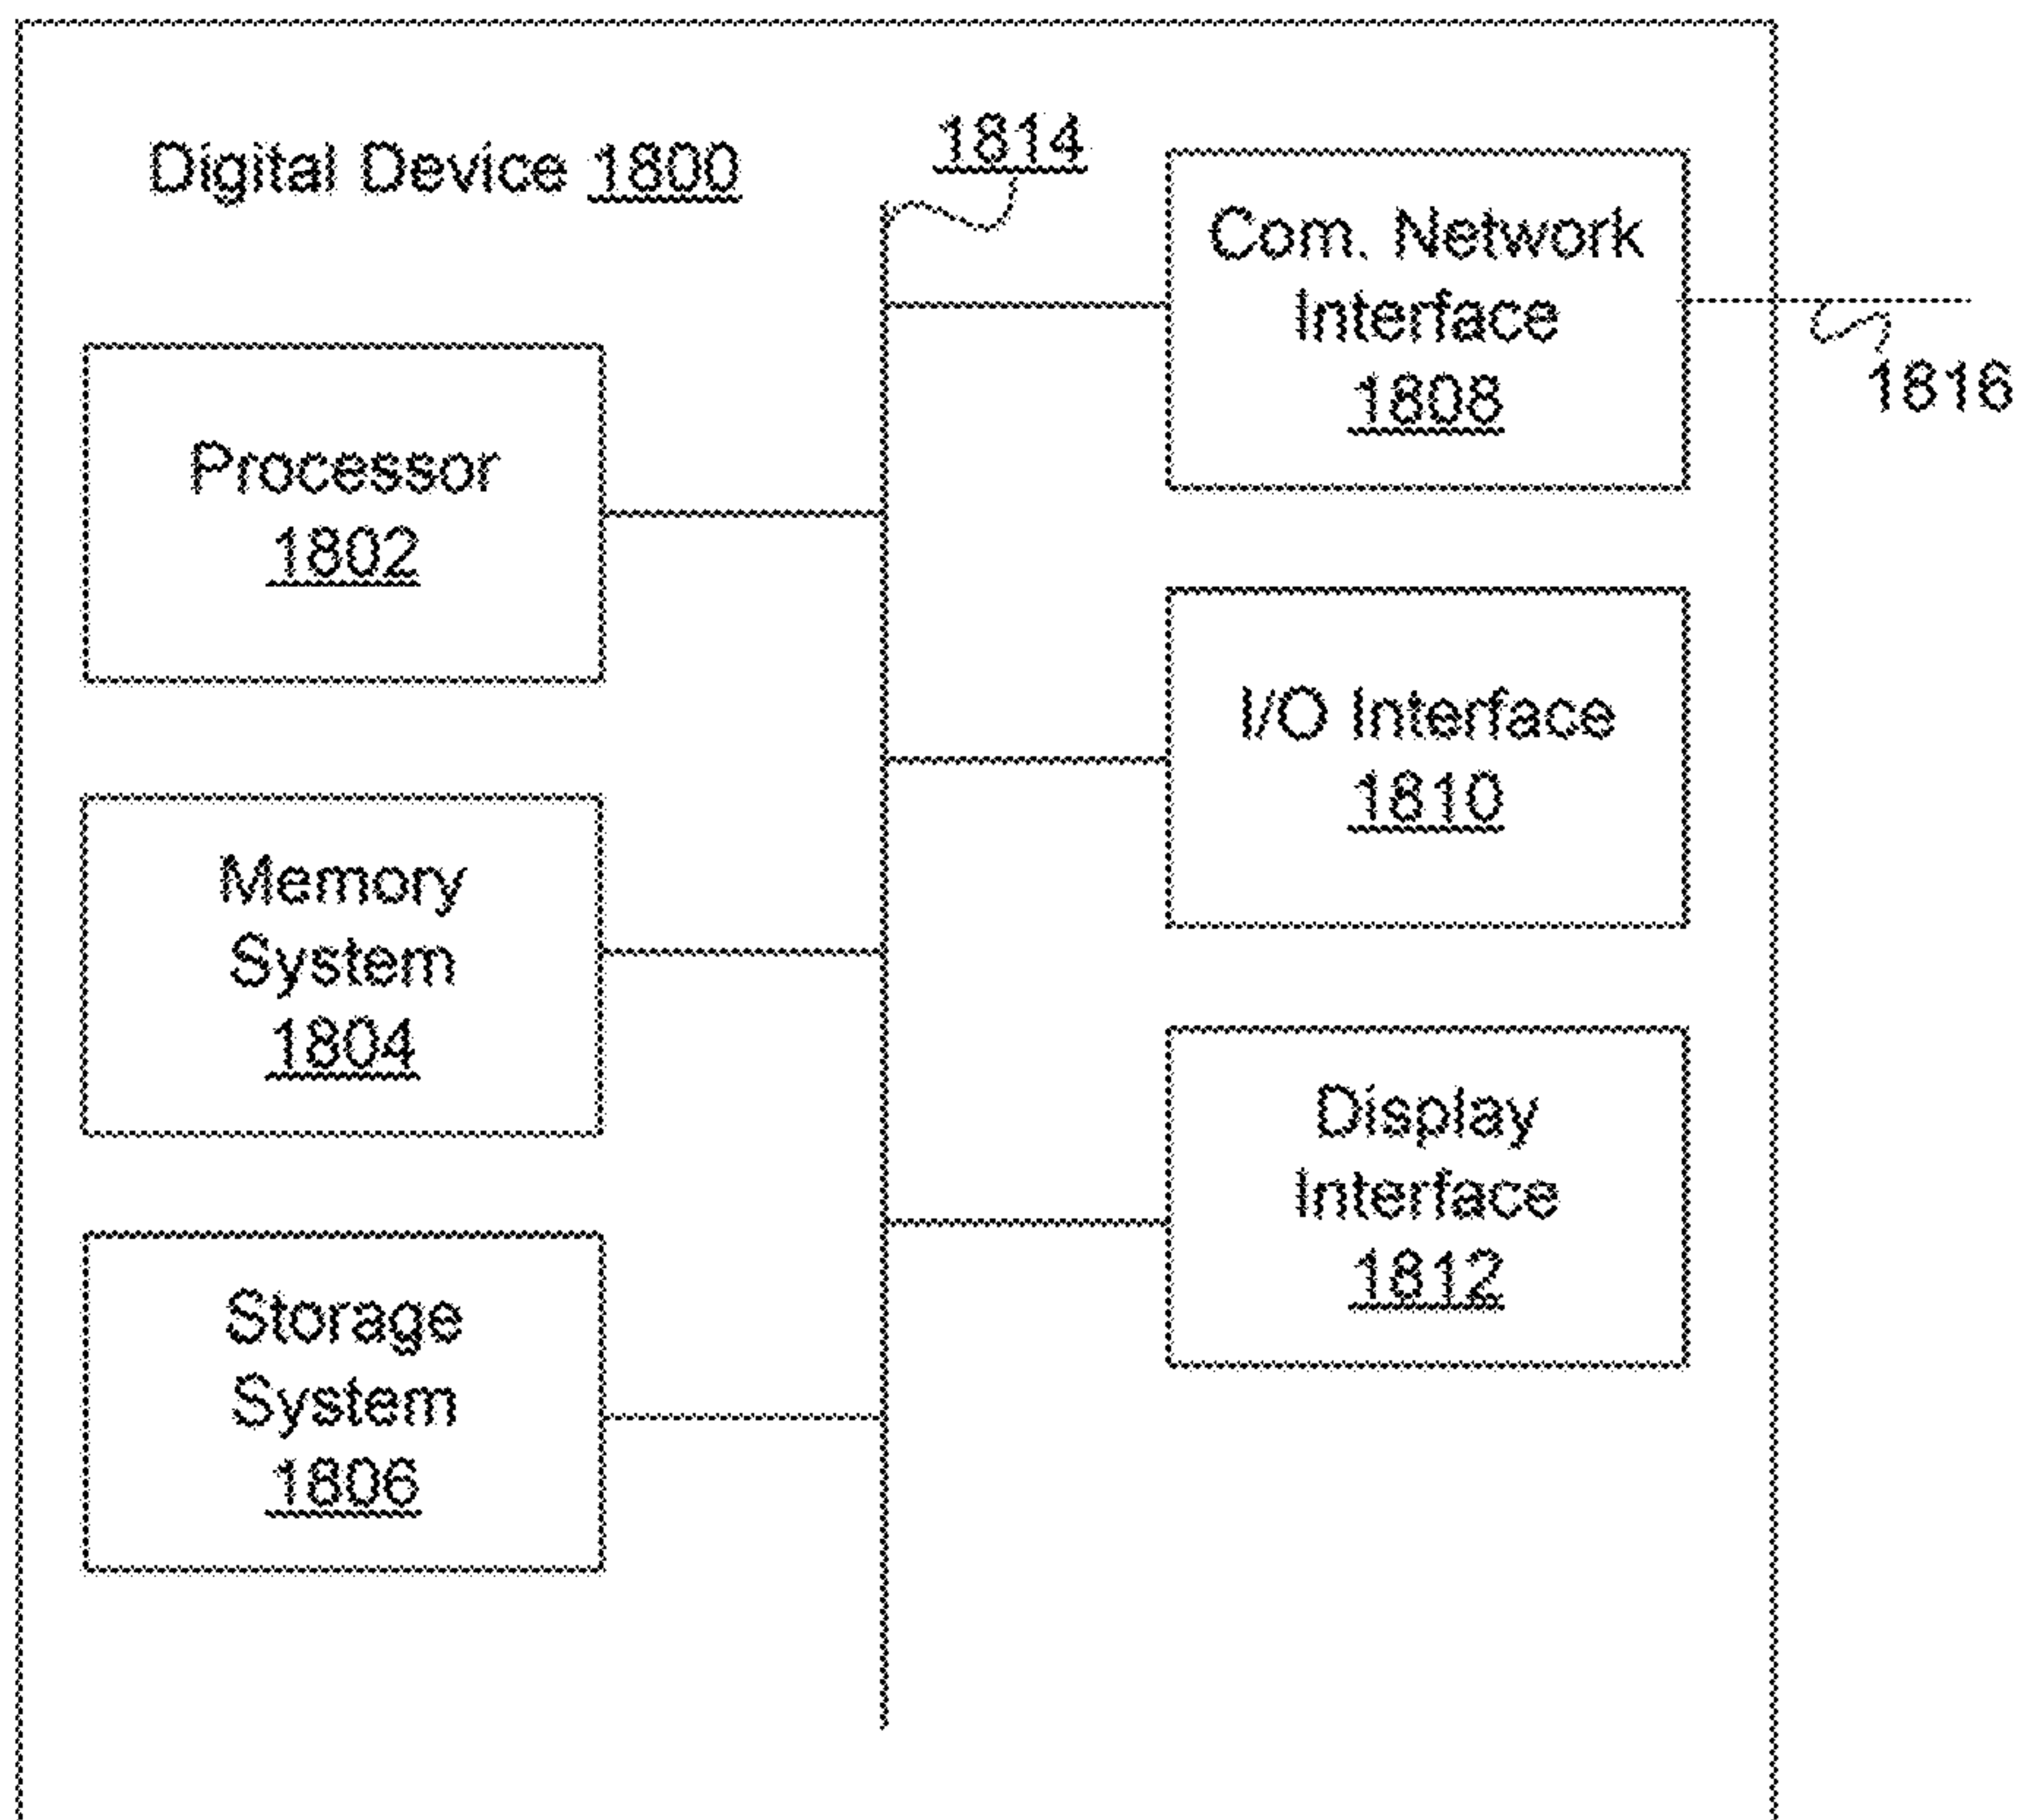 Digital Device 1800
1814
Com. Network
Interface
1808
1816
Processor
1802
I/O Interface
1810
Memory
System
1804
Display
Interface
1812
Storage
System
1806